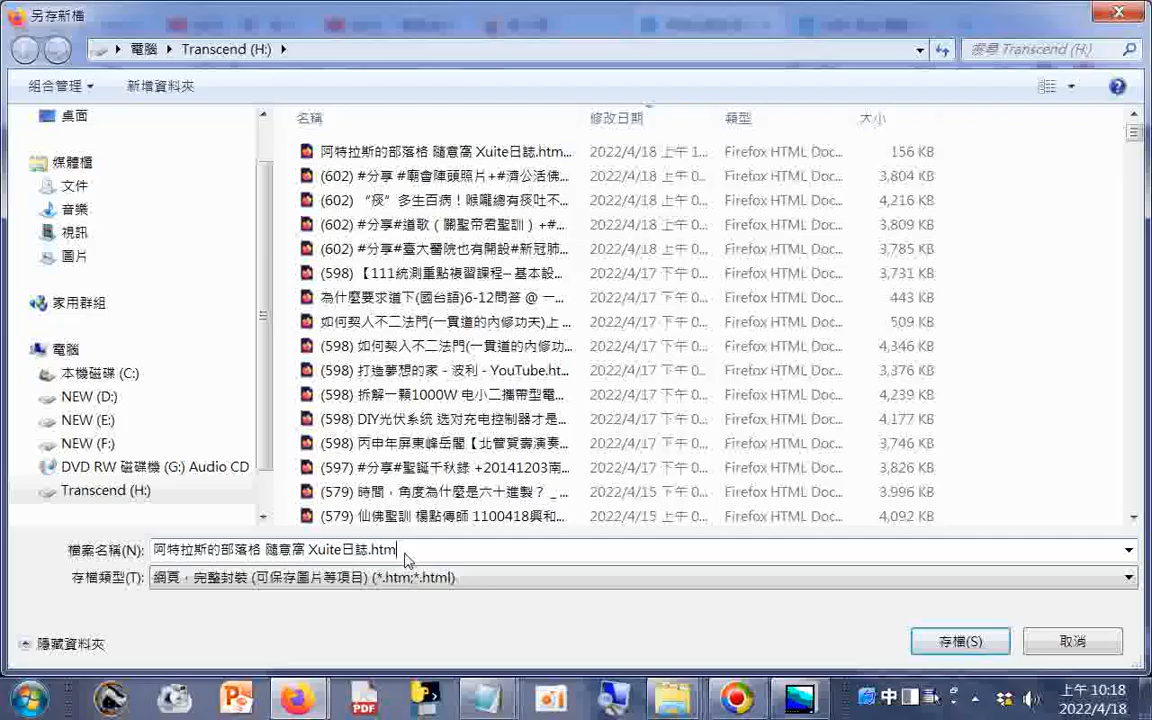 另存新檔
電腦 Transcend (H:)
搜尋 Transcend (H:)
組合管理 新增資料夾
桌面
媒體櫃
文件
音樂
視訊
圖片
家用群組
電腦
本機磁碟 (C:)
NEW (D:)
NEW (E:)
NEW (F:)
DVD RW 磁碟機 (G:) Audio CD
Transcend (H:)
名稱 修改日期 類型 大小
阿特拉斯的部落格 隨意窩 Xuite日誌.htm... 2022/4/18 上午 1... Firefox HTML Doc... 156 KB
(602) #分享 #廟會陣頭照片+#濟公活佛... 2022/4/18 上午 0... Firefox HTML Doc... 3,804 KB
(602) “痰”多生百病！喉嚨總有痰吐不... 2022/4/18 上午 0... Firefox HTML Doc... 4,216 KB
(602) #分享#道歌（關聖帝君聖訓）+#... 2022/4/18 上午 0... Firefox HTML Doc... 3,809 KB
(602) #分享#臺大醫院也有開設#新冠肺... 2022/4/18 上午 0... Firefox HTML Doc... 3,785 KB
(598) 【111統測重點複習課程─ 基本設... 2022/4/17 下午 0... Firefox HTML Doc... 3,731 KB
為什麼要求道下(國台語)6-12問答 @ 一... 2022/4/17 下午 0... Firefox HTML Doc... 443 KB
如何契入不二法門(一貫道的內修功夫)上 ... 2022/4/17 下午 0... Firefox HTML Doc... 509 KB
(598) 如何契入不二法門(一貫道的內修功... 2022/4/17 下午 0... Firefox HTML Doc... 4,346 KB
(598) 打造夢想的家 - 波利 - YouTube.ht... 2022/4/17 下午 0... Firefox HTML Doc... 3,376 KB
(598) 拆解一顆1000W 电小二攜帶型電... 2022/4/17 下午 0... Firefox HTML Doc... 4,239 KB
(598) DIY光伏系统 选对充电控制器才是... 2022/4/17 下午 0... Firefox HTML Doc... 4,177 KB
(598) 丙申年屏東峰岳閣【北管賀壽演奏... 2022/4/17 下午 0... Firefox HTML Doc... 3,746 KB
(597) #分享#聖誕千秋錄 +20141203南... 2022/4/17 下午 0... Firefox HTML Doc... 3,826 KB
(579) 時間，角度為什麼是六十進製？ _ ... 2022/4/15 下午 0... Firefox HTML Doc... 3,996 KB
(579) 仙佛聖訓 楊點傳師 1100418興和... 2022/4/15 下午 0... Firefox HTML Doc... 4,092 KB
檔案名稱(N): 阿特拉斯的部落格 隨意窩 Xuite日誌.htm
存檔類型(T): 網頁，完整封裝 (可保存圖片等項目) (*.htm;*.html)
隱藏資料夾 存檔(S) 取消
PDF
中
上午 10:18
2022/4/18